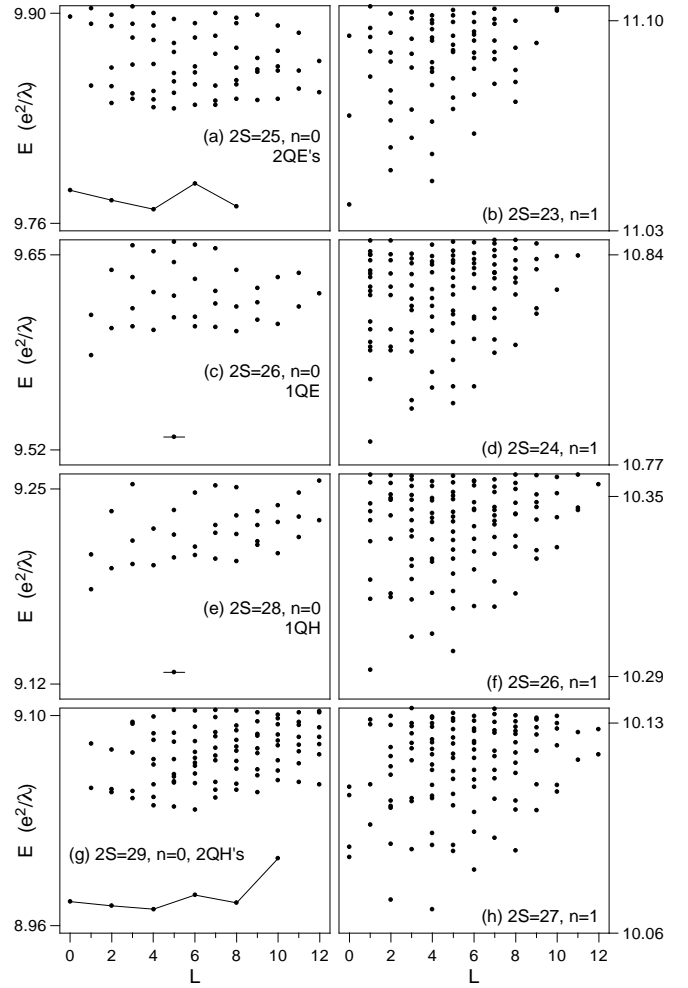 9.90
E (e²/λ)
(a) 2S=25, n=0
2QE's
9.76
11.10
(b) 2S=23, n=1
11.03
9.65
E (e²/λ)
(c) 2S=26, n=0
1QE
9.52
10.84
(d) 2S=24, n=1
10.77
9.25
E (e²/λ)
(e) 2S=28, n=0
1QH
9.12
10.35
(f) 2S=26, n=1
10.29
9.10
E (e²/λ)
(g) 2S=29, n=0, 2QH's
8.96
10.13
(h) 2S=27, n=1
10.06
0 2 4 6 8 10 12
L
0 2 4 6 8 10 12
L